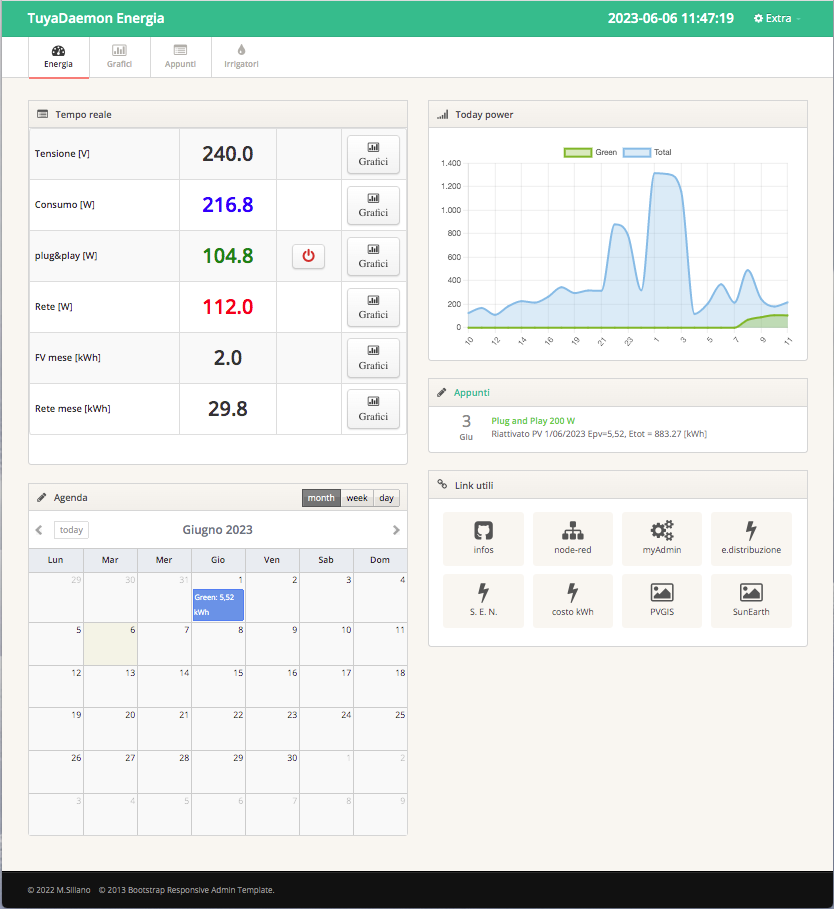 TuyaDaemon Energia
2023-06-06 11:47:19
Extra
Energia
Grafici
Appunti
Irrigatori
Tempo reale
Tensione [V]
240.0
Grafici
Consumo [W]
216.8
Grafici
plug&play [W]
104.8
Grafici
Rete [W]
112.0
Grafici
FV mese [kWh]
2.0
Grafici
Rete mese [kWh]
29.8
Grafici
Agenda
month week day
today
Giugno 2023
Lun Mar Mer Gio Ven Sab Dom
29 30 31 1 2 3 4
Green: 5,52
kWh
5 6 7 8 9 10 11
12 13 14 15 16 17 18
19 20 21 22 23 24 25
26 27 28 29 30 1 2
3 4 5 6 7 8 9
Today power
Green Total
1.400
1.200
1.000
800
600
400
200
0
10 12 14 17 19 21 23 1 3 5 7 9 11
Appunti
3
Giu
Plug and Play 200 W
Riattivato PV 1/06/2023 Epv=5,52, Etot = 883.27 [kWh]
Link utili
infos
node-red
myAdmin
e.distribuzione
S. E. N.
costo kWh
PVGIS
SunEarth
© 2022 M.Sillano © 2013 Bootstrap Responsive Admin Template.